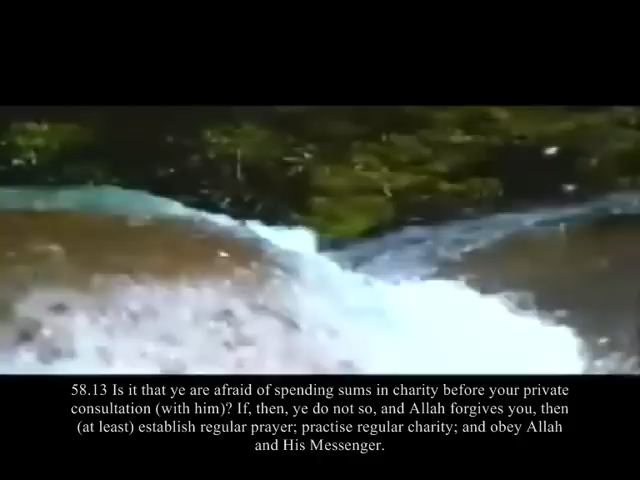 58.13 Is it that ye are afraid of spending sums in charity before your private
consultation (with him)? If, then, ye do not so, and Allah forgives you, then
(at least) establish regular prayer; practise regular charity; and obey Allah
and His Messenger.